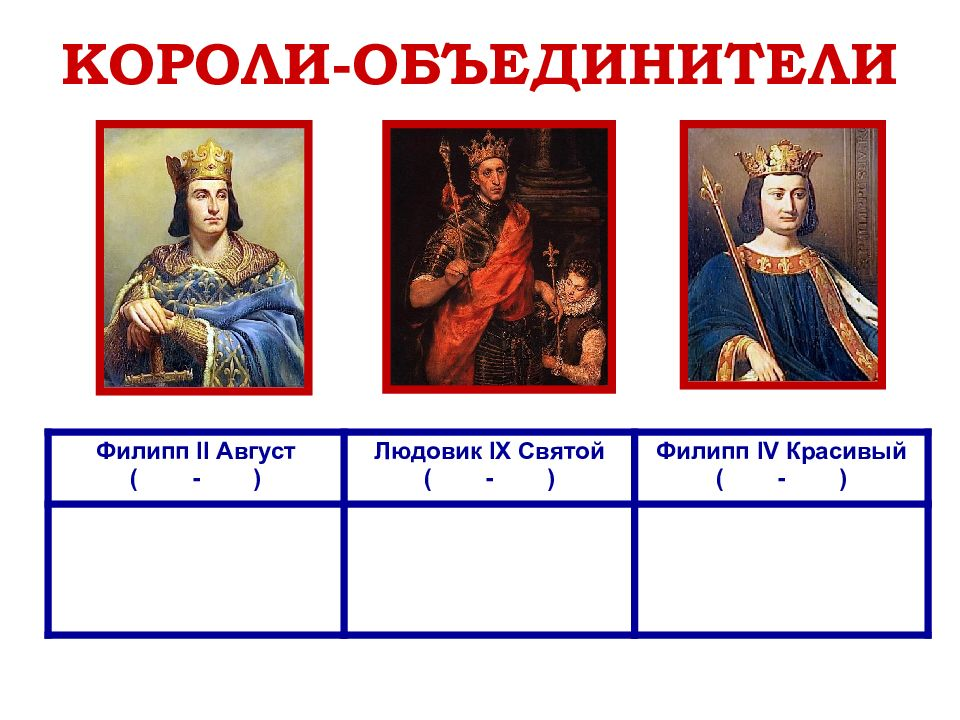 КОРОЛИ-ОБЪЕДИНИТЕЛИ
Филипп II Август
( - )
Людовик IX Святой
( - )
Филипп IV Красивый
( - )